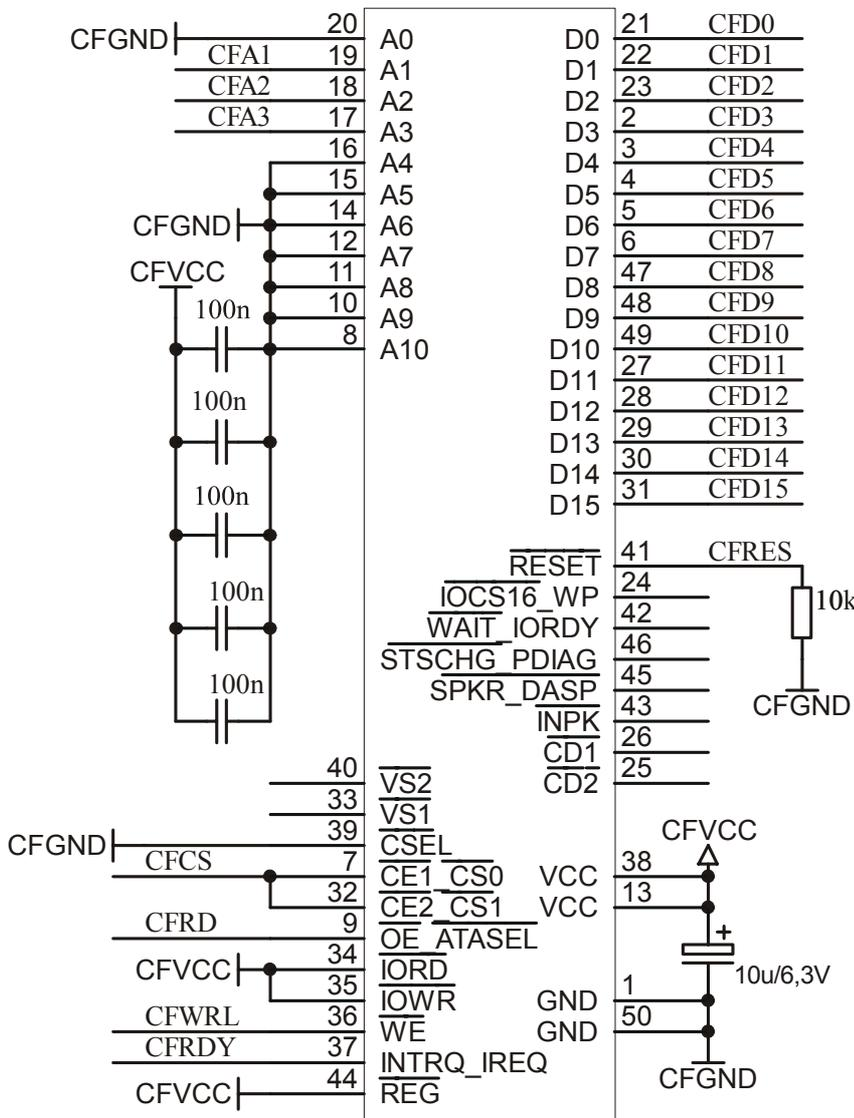 20 21 CFD0
CFGND A0 D0
CFA1 19 22 CFD1
A1 D1
CFA2 18 23 CFD2
A2 D2
CFA3 17 2 CFD3
A3 D3
16 3 CFD4
A4 D4
15 4 CFD5
A5 D5
14 5 CFD6
CFGND A6 D6
12 6 CFD7
A7 D7
CFVCC 11 47 CFD8
A8 D8
100n 10 48 CFD9
A9 D9
8 49 CFD10
A10 D10
27 CFD11
D11
100n 28 CFD12
D12
29 CFD13
D13
30 CFD14
D14
100n 31 CFD15
D15
41 CFRES
RESET
24
100n IOCS16_WP 10k
42
WAIT_IORDY
46
STSCHG_PDIAG
100n 45
SPKR_DASP CFGND
43
INPK
26
CD1
40 25
VS2 CD2
33
VS1
39 CFVCC
CFGND CSEL
CFCS 7 38
CE1_CS0 VCC
32 13
CE2_CS1 VCC
CFRD 9 +
OE_ATASEL
34
CFVCC IORD 10u/6,3V
35 1
IOWR GND
CFWRL 36 50
WE GND
CFRDY 37
INTRQ_IREQ CFGND
44
CFVCC REG